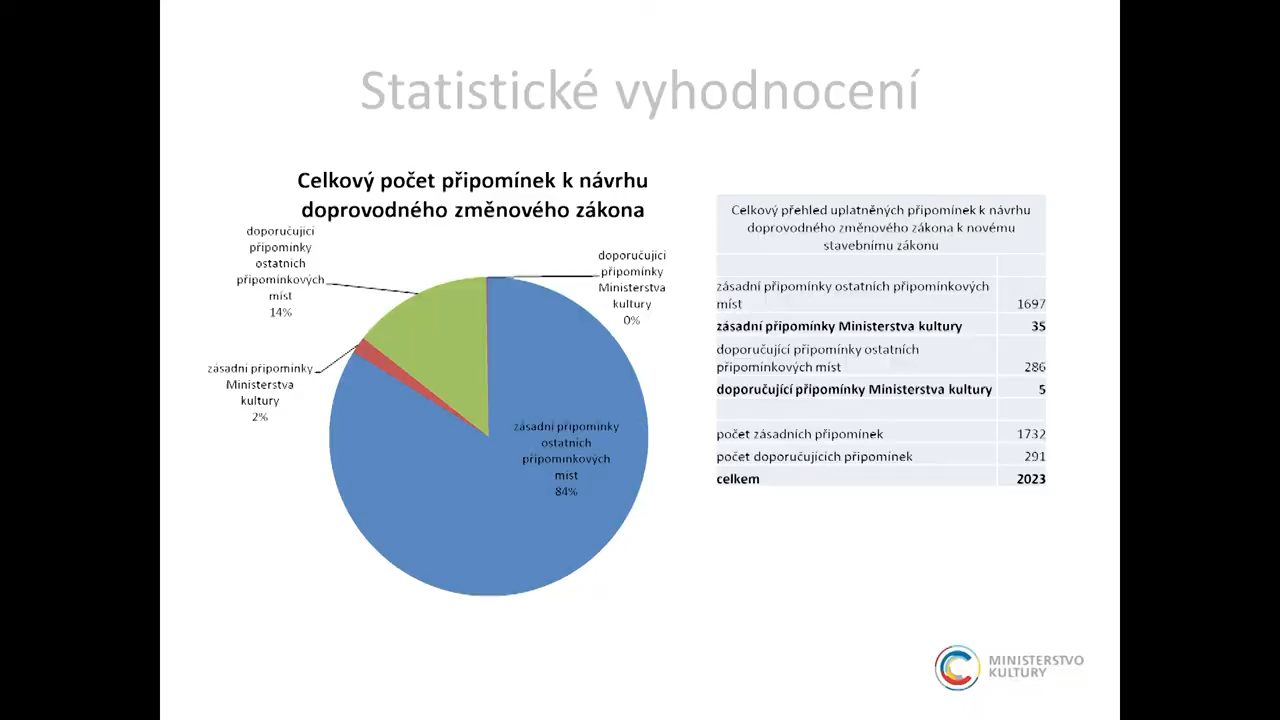 Statistické vyhodnocení
Celkový počet připomínek k návrhu
doprovodného změnového zákona
doporučující
připomínky
ostatních
připomínkových
míst
14%
doporučující
připomínky
Ministerstva
kultury
0%
zásadní připomínky
Ministerstva
kultury
2%
zásadní připomínky
ostatních
připomínkových
míst
84%
Celkový přehled uplatněných připomínek k návrhu
doprovodného změnového zákona k novému
stavebnímu zákonu
zásadní připomínky ostatních připomínkových
míst 1697
zásadní připomínky Ministerstva kultury 35
doporučující připomínky ostatních
připomínkových míst 286
doporučující připomínky Ministerstva kultury 5
počet zásadních připomínek 1732
počet doporučujících připomínek 291
celkem 2023
MINISTERSTVO
KULTURY